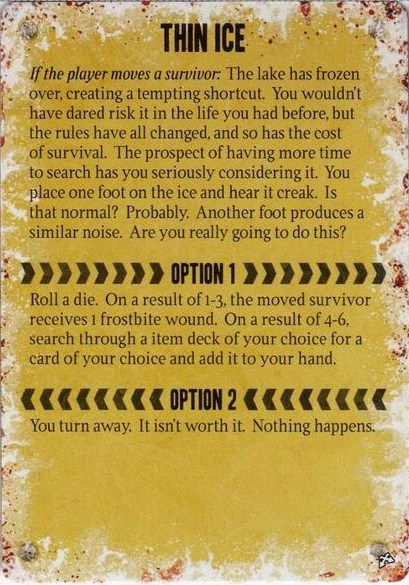 THIN ICE
If the player moves a survivor: The lake has frozen
over, creating a tempting shortcut. You wouldn't
have dared risk it in the life you had before, but
the rules have all changed, and so has the cost
of survival. The prospect of having more time
to search has you seriously considering it. You
place one foot on the ice and hear it creak. Is
that normal? Probably. Another foot produces a
similar noise. Are you really going to do this?
OPTION 1
Roll a die. On a result of 1-3, the moved survivor
receives 1 frostbite wound. On a result of 4-6,
search through a item deck of your choice for a
card of your choice and add it to your hand.
OPTION 2
You turn away. It isn't worth it. Nothing happens.